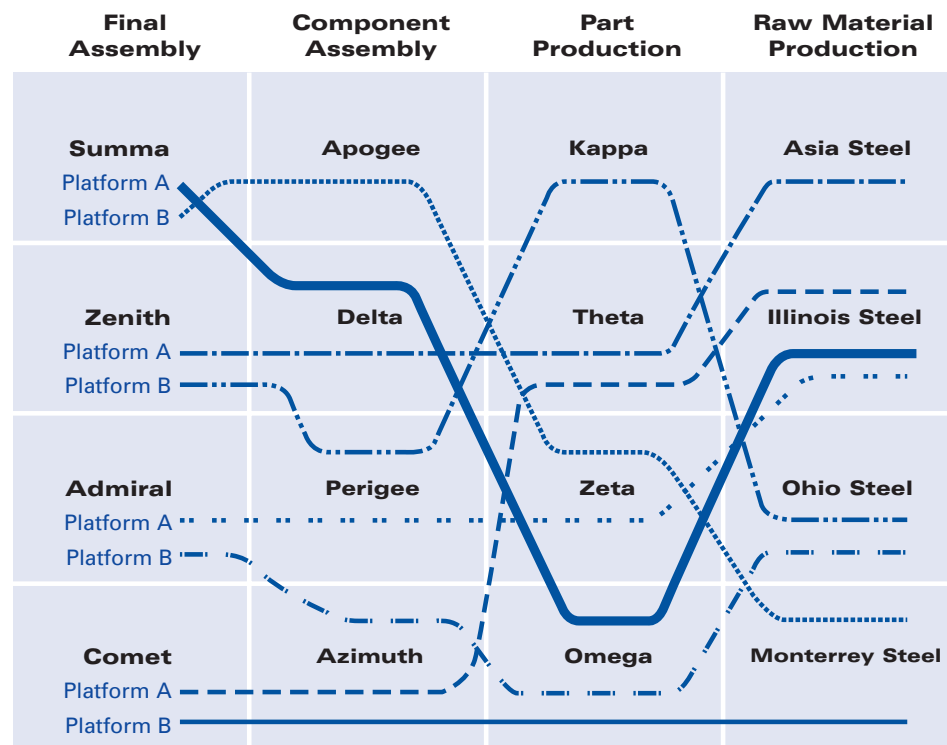 Final Assembly
Component Assembly
Part Production
Raw Material Production
Summa
Apogee
Kappa
Asia Steel
Platform A
Platform B
Zenith
Delta
Theta
Illinois Steel
Platform A
Platform B
Admiral
Perigee
Zeta
Ohio Steel
Platform A
Platform B
Comet
Azimuth
Omega
Monterrey Steel
Platform A
Platform B